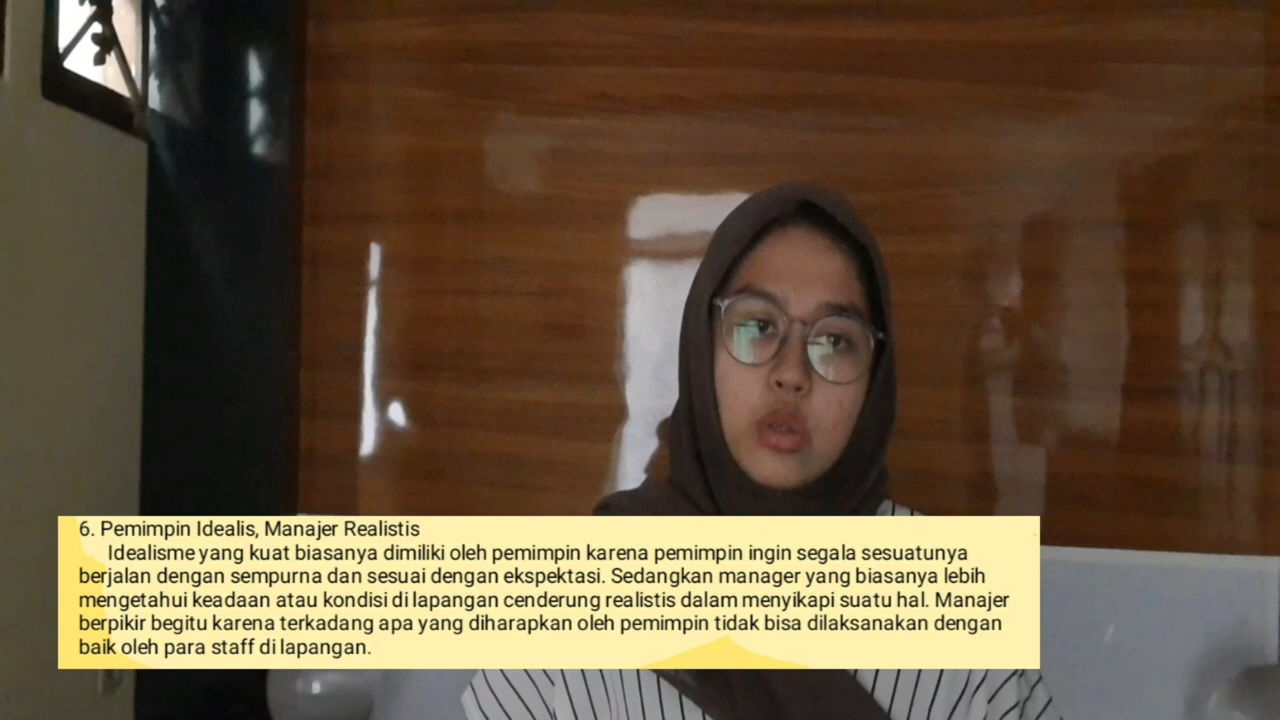 6. Pemimpin Idealis, Manajer Realistis
Idealisme yang kuat biasanya dimiliki oleh pemimpin karena pemimpin ingin segala sesuatunya
berjalan dengan sempurna dan sesuai dengan ekspektasi. Sedangkan manager yang biasanya lebih
mengetahui keadaan atau kondisi di lapangan cenderung realistis dalam menyikapi suatu hal. Manajer
berpikir begitu karena terkadang apa yang diharapkan oleh pemimpin tidak bisa dilaksanakan dengan
baik oleh para staff di lapangan.